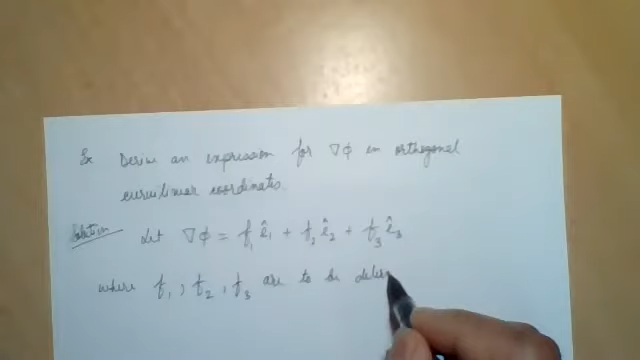 Ex Derive an expression for ∇ϕ in orthogonal
curvilinear coordinates.
Solution Let ∇ϕ = f₁ ê₁ + f₂ ê₂ + f₃ ê₃
where f₁, f₂, f₃ are to be deter